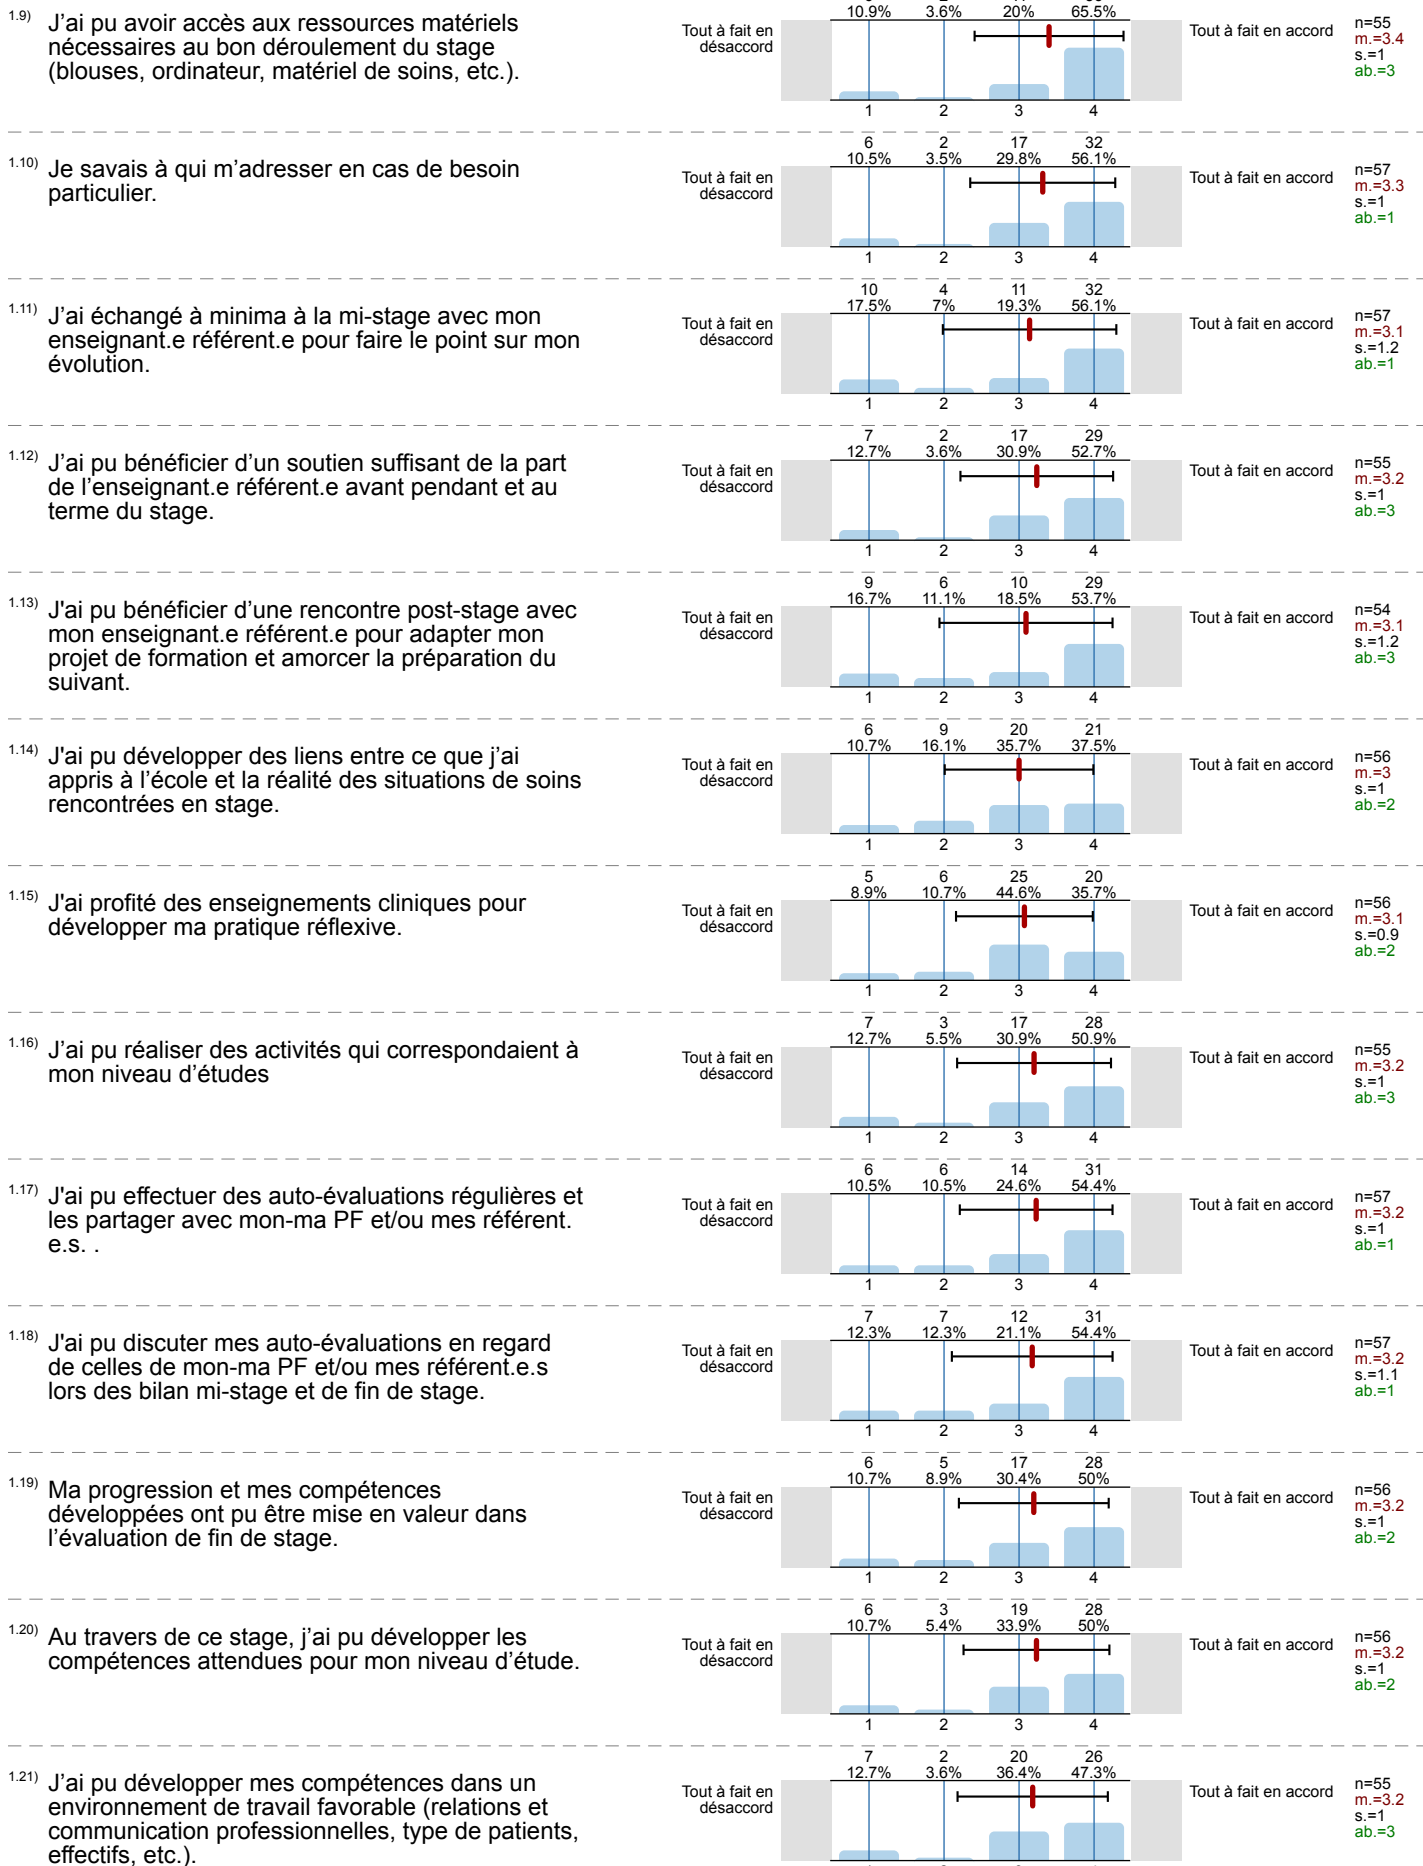 10.9% 3.6% 20% 65.5%
1.9) J'ai pu avoir accès aux ressources matériels
nécessaires au bon déroulement du stage
(blouses, ordinateur, matériel de soins, etc.).
Tout à fait en
désaccord
Tout à fait en accord
n=55
m.=3.4
s.=1
ab.=3
1 2 3 4
6 2 17 32
10.5% 3.5% 29.8% 56.1%
1.10) Je savais à qui m’adresser en cas de besoin
particulier.
Tout à fait en
désaccord
Tout à fait en accord
n=57
m.=3.3
s.=1
ab.=1
1 2 3 4
10 4 11 32
17.5% 7% 19.3% 56.1%
1.11) J’ai échangé à minima à la mi-stage avec mon
enseignant.e référent.e pour faire le point sur mon
évolution.
Tout à fait en
désaccord
Tout à fait en accord
n=57
m.=3.1
s.=1.2
ab.=1
1 2 3 4
7 2 17 29
12.7% 3.6% 30.9% 52.7%
1.12) J’ai pu bénéficier d’un soutien suffisant de la part
de l’enseignant.e référent.e avant pendant et au
terme du stage.
Tout à fait en
désaccord
Tout à fait en accord
n=55
m.=3.2
s.=1
ab.=3
1 2 3 4
9 6 10 29
16.7% 11.1% 18.5% 53.7%
1.13) J'ai pu bénéficier d’une rencontre post-stage avec
mon enseignant.e référent.e pour adapter mon
projet de formation et amorcer la préparation du
suivant.
Tout à fait en
désaccord
Tout à fait en accord
n=54
m.=3.1
s.=1.2
ab.=3
1 2 3 4
6 9 20 21
10.7% 16.1% 35.7% 37.5%
1.14) J'ai pu développer des liens entre ce que j’ai
appris à l’école et la réalité des situations de soins
rencontrées en stage.
Tout à fait en
désaccord
Tout à fait en accord
n=56
m.=3
s.=1
ab.=2
1 2 3 4
5 6 25 20
8.9% 10.7% 44.6% 35.7%
1.15) J'ai profité des enseignements cliniques pour
développer ma pratique réflexive.
Tout à fait en
désaccord
Tout à fait en accord
n=56
m.=3.1
s.=0.9
ab.=2
1 2 3 4
7 3 17 28
12.7% 5.5% 30.9% 50.9%
1.16) J’ai pu réaliser des activités qui correspondaient à
mon niveau d’études
Tout à fait en
désaccord
Tout à fait en accord
n=55
m.=3.2
s.=1
ab.=3
1 2 3 4
6 6 14 31
10.5% 10.5% 24.6% 54.4%
1.17) J'ai pu effectuer des auto-évaluations régulières et
les partager avec mon-ma PF et/ou mes référent.
e.s. .
Tout à fait en
désaccord
Tout à fait en accord
n=57
m.=3.2
s.=1
ab.=1
1 2 3 4
7 7 12 31
12.3% 12.3% 21.1% 54.4%
1.18) J'ai pu discuter mes auto-évaluations en regard
de celles de mon-ma PF et/ou mes référent.e.s
lors des bilan mi-stage et de fin de stage.
Tout à fait en
désaccord
Tout à fait en accord
n=57
m.=3.2
s.=1.1
ab.=1
1 2 3 4
6 5 17 28
10.7% 8.9% 30.4% 50%
1.19) Ma progression et mes compétences
développées ont pu être mise en valeur dans
l’évaluation de fin de stage.
Tout à fait en
désaccord
Tout à fait en accord
n=56
m.=3.2
s.=1
ab.=2
1 2 3 4
6 3 19 28
10.7% 5.4% 33.9% 50%
1.20) Au travers de ce stage, j’ai pu développer les
compétences attendues pour mon niveau d’étude.
Tout à fait en
désaccord
Tout à fait en accord
n=56
m.=3.2
s.=1
ab.=2
1 2 3 4
7 2 20 26
12.7% 3.6% 36.4% 47.3%
1.21) J’ai pu développer mes compétences dans un
environnement de travail favorable (relations et
communication professionnelles, type de patients,
effectifs, etc.).
Tout à fait en
désaccord
Tout à fait en accord
n=55
m.=3.2
s.=1
ab.=3